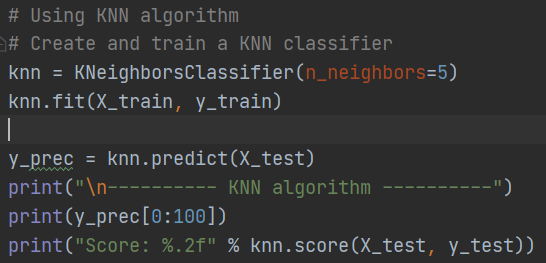 # Using KNN algorithm
# Create and train a KNN classifier
knn = KNeighborsClassifier(n_neighbors=5)
knn.fit(X_train, y_train)
y_prec = knn.predict(X_test)
print("\n---------- KNN algorithm ----------")
print(y_prec[0:100])
print("Score: %.2f" % knn.score(X_test, y_test))